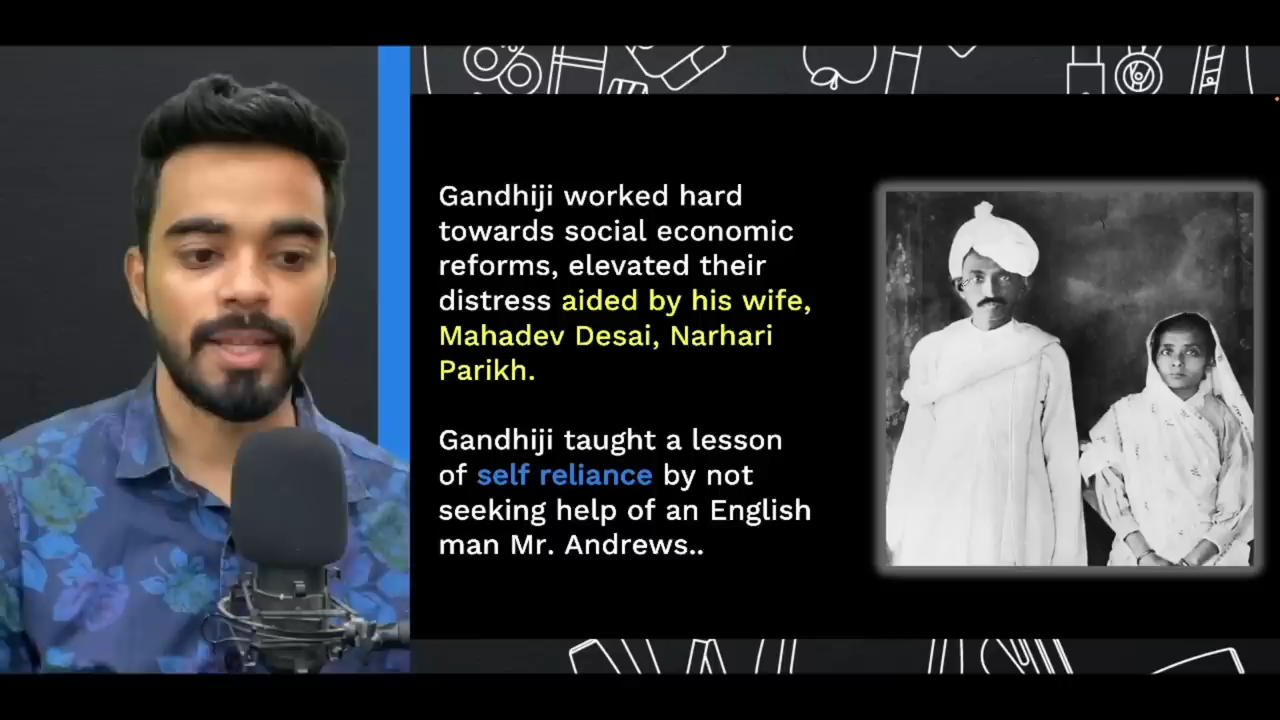 Gandhiji worked hard
towards social economic
reforms, elevated their
distress aided by his wife,
Mahadev Desai, Narhari
Parikh.
Gandhiji taught a lesson
of self reliance by not
seeking help of an English
man Mr. Andrews..